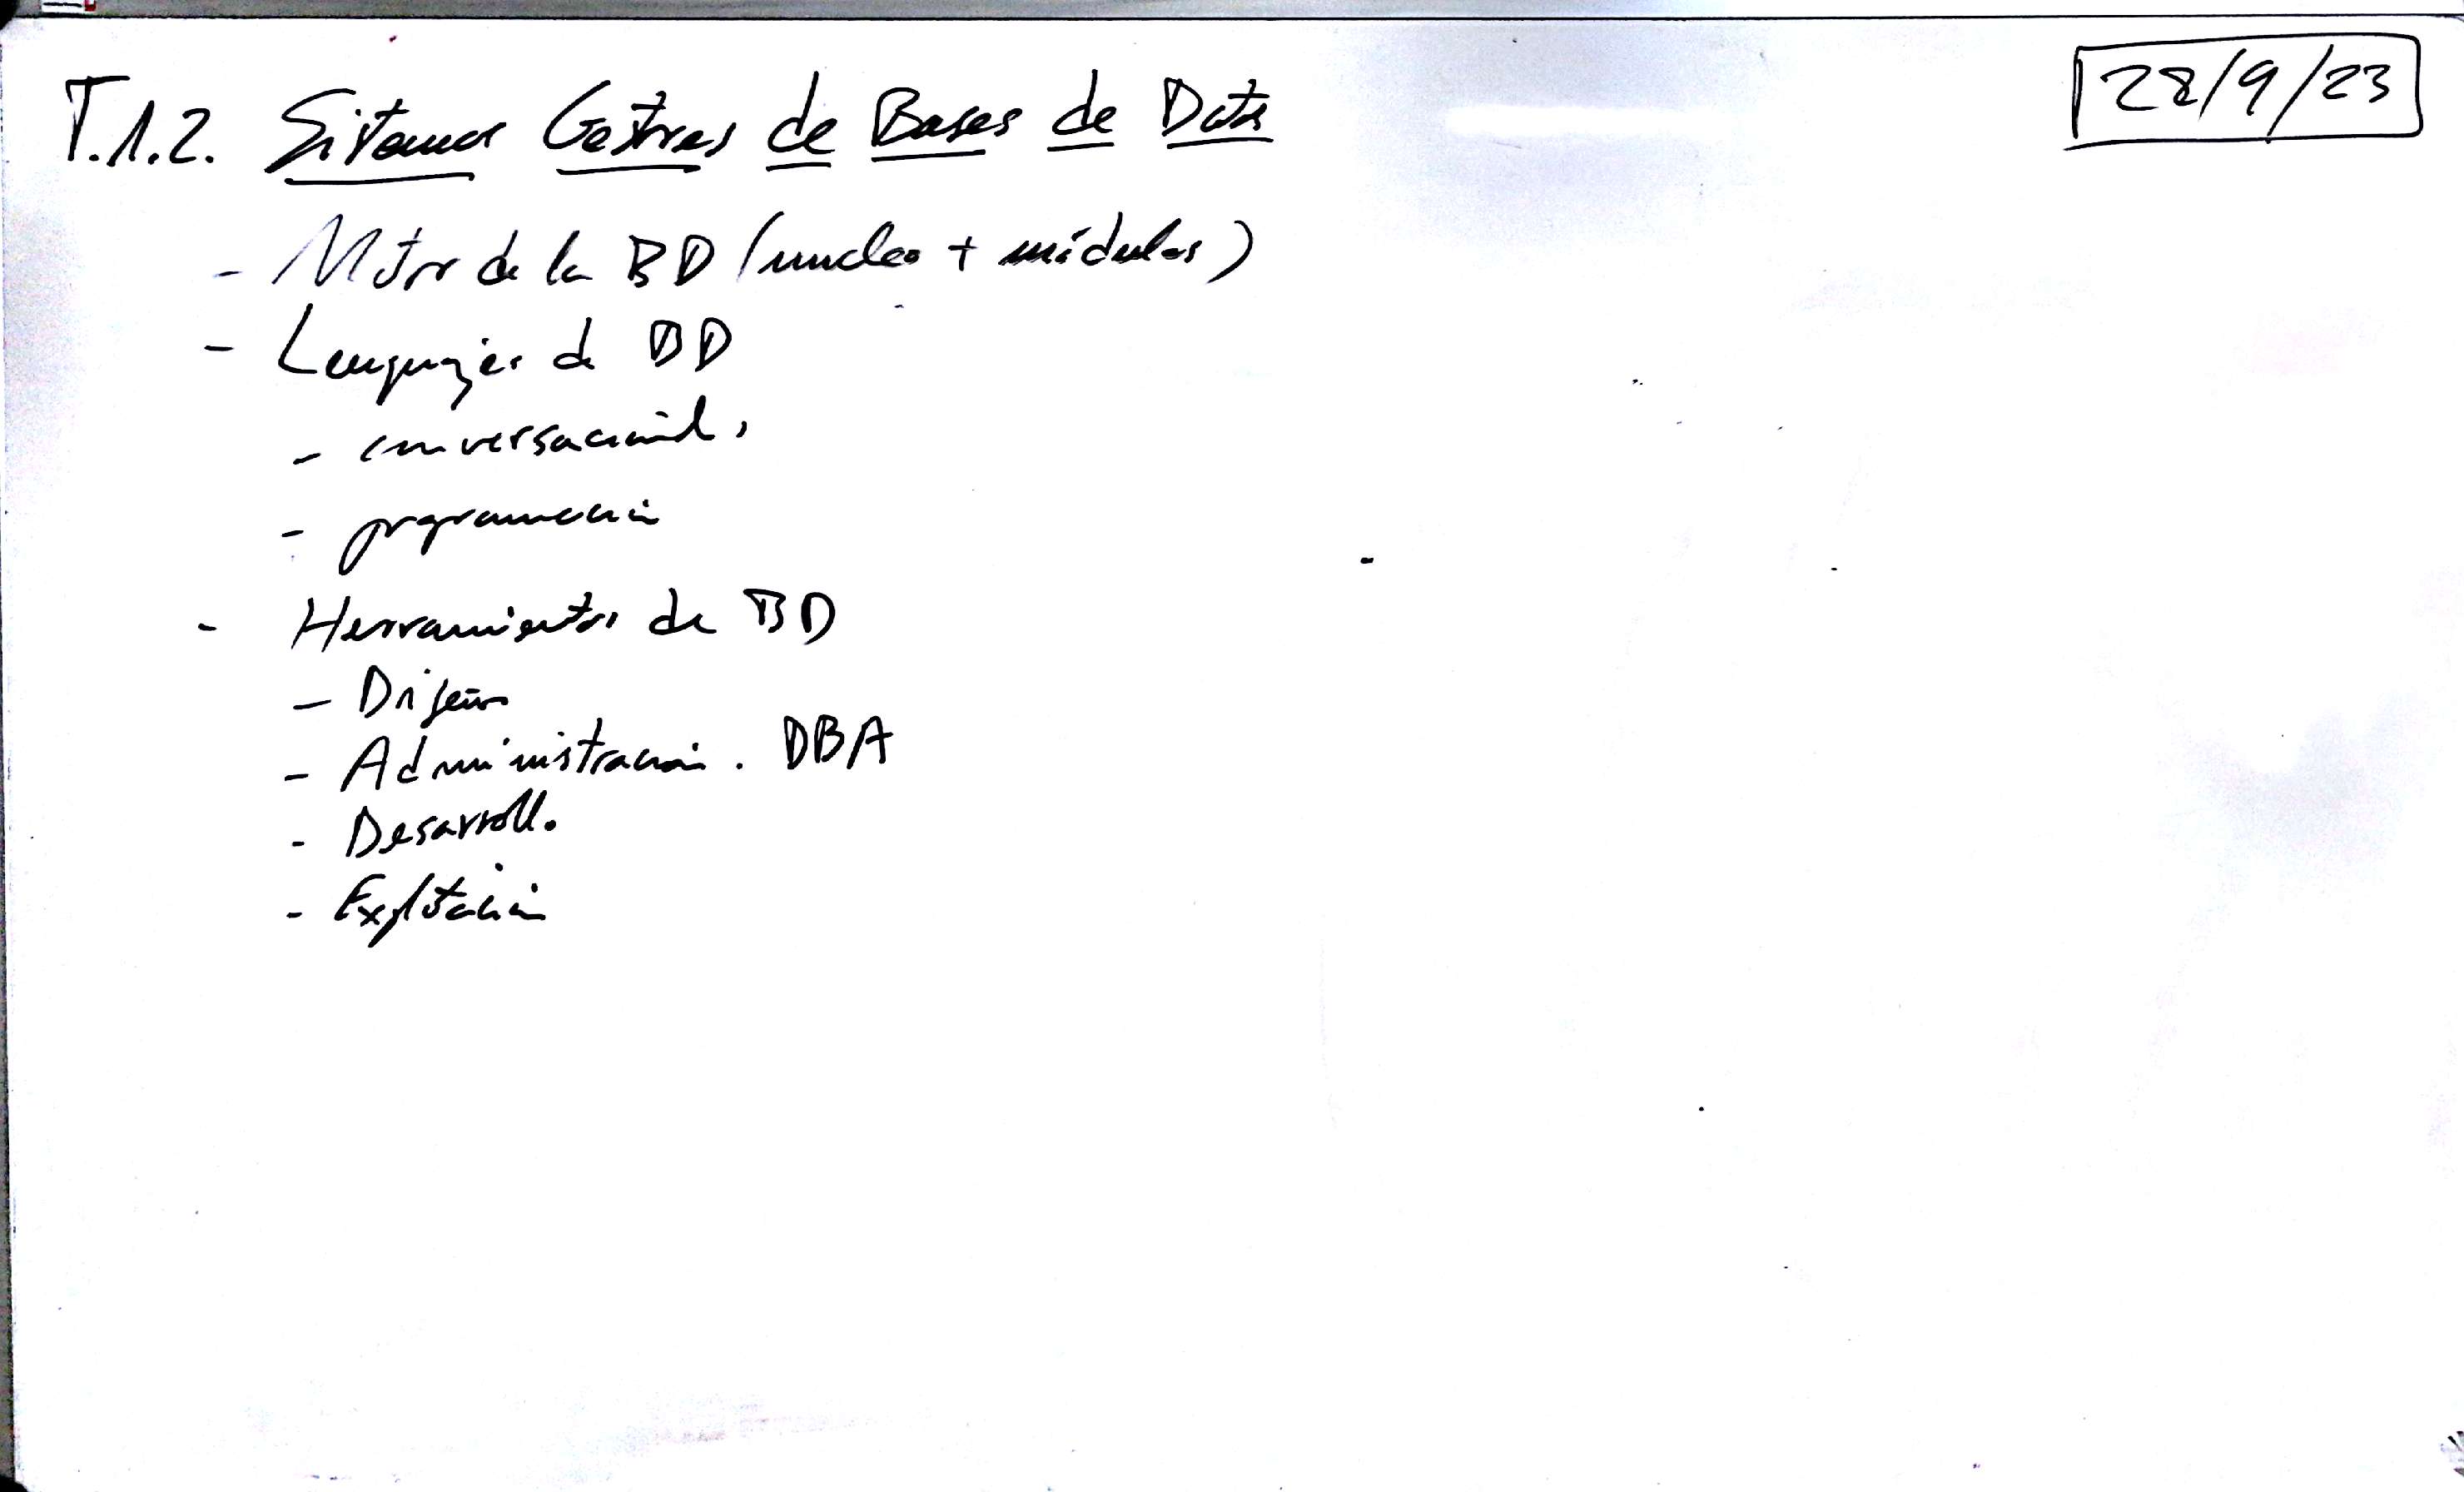 T.1.2. Sistemas Gestores de Bases de Datos
28/9/23
- Motor de la BD (nucleo + módulos)
- Lenguajes de BD
- conversacional,
- programación
- Herramientas de BD
- Diseño
- Administración. DBA
- Desarrollo
- Explotación